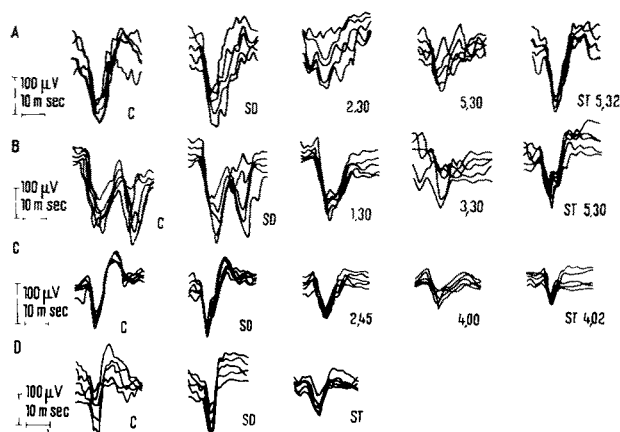 A
100 μV
10 m sec
C
SD
2,30
5,30
ST 5,32
B
100 μV
10 m sec
C
SD
1,30
3,30
ST 5,30
C
100 μV
10 m sec
C
SD
2,45
4,00
ST 4,02
D
100 μV
10 m sec
C
SD
ST